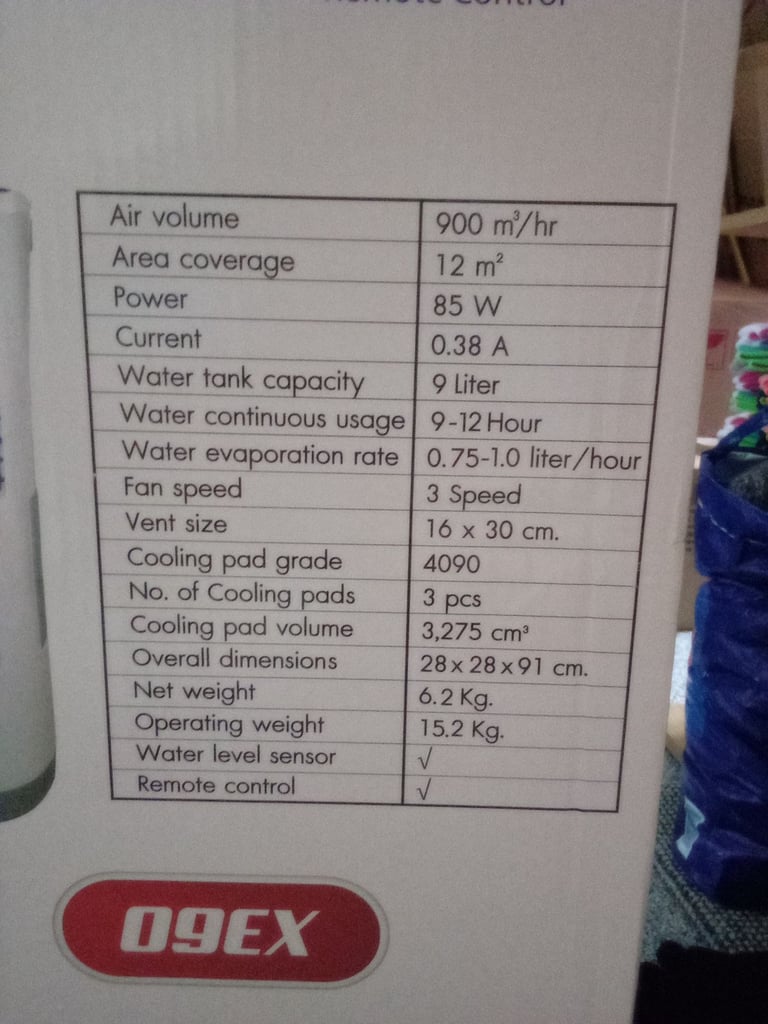 Remote Control
Air volume 900 m³/hr
Area coverage 12 m²
Power 85 W
Current 0.38 A
Water tank capacity 9 Liter
Water continuous usage 9-12 Hour
Water evaporation rate 0.75-1.0 liter/hour
Fan speed 3 Speed
Vent size 16 x 30 cm.
Cooling pad grade 4090
No. of Cooling pads 3 pcs
Cooling pad volume 3,275 cm³
Overall dimensions 28 x 28 x 91 cm.
Net weight 6.2 Kg.
Operating weight 15.2 Kg.
Water level sensor √
Remote control √
09EX